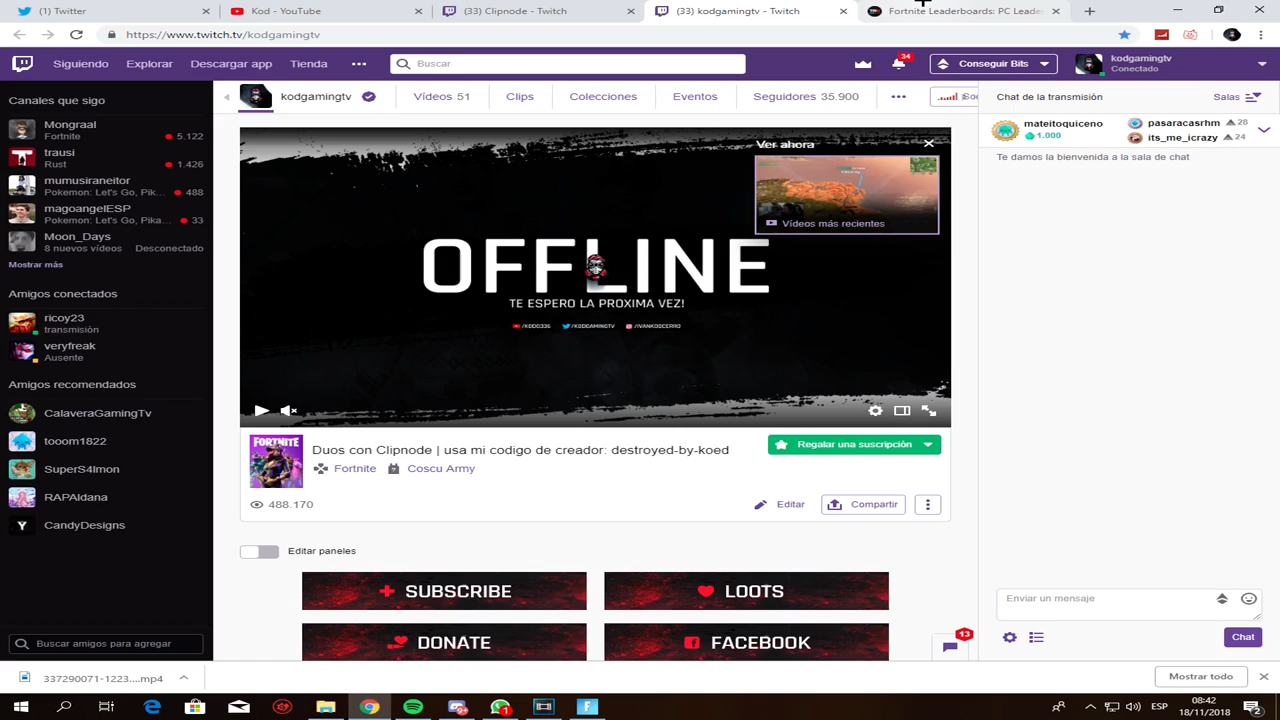 (1) Twitter
Kod - YouTube
(33) Clipnode - Twitch
(33) kodgamingtv - Twitch
Fortnite Leaderboards: PC Leade
https://www.twitch.tv/kodgamingtv
Siguiendo
Explorar
Descargar app
Tienda
Buscar
34
Conseguir Bits
kodgamingtv
Conectado
Canales que sigo
Mongraal
Fortnite
5.122
trausi
Rust
1.426
mumusiraneitor
Pokemon: Let's Go, Pik...
488
magoangelESP
Pokemon: Let's Go, Pika...
33
Moon_Days
8 nuevos vídeos
Desconectado
Mostrar más
Amigos conectados
ricoy23
transmisión
veryfreak
Ausente
Amigos recomendados
CalaveraGamingTv
tooom1822
SuperS4lmon
RAPAldana
CandyDesigns
Buscar amigos para agregar
kodgamingtv
Vídeos 51
Clips
Colecciones
Eventos
Seguidores 35.900
Ver ahora
Vídeos más recientes
OFFLINE
TE ESPERO LA PROXIMA VEZ!
/KODO336
/KODGAMINGTV
/IVANKODCERRO
FORTNITE
Duos con Clipnode | usa mi codigo de creador: destroyed-by-koed
Regalar una suscripción
Fortnite
Coscu Army
488.170
Editar
Compartir
Editar paneles
SUBSCRIBE
LOOTS
DONATE
FACEBOOK
13
Chat de la transmisión
Salas
mateitoquiceno
1.000
pasaracasrhm
28
its_me_icrazy
24
Te damos la bienvenida a la sala de chat
Enviar un mensaje
Chat
337290071-1223....mp4
Mostrar todo
1
ESP
08:42
18/11/2018
2